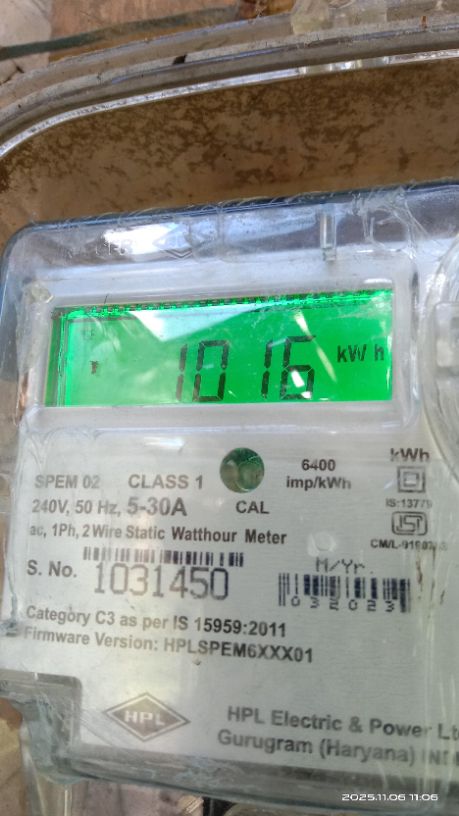 1016 kWh
SPEM 02 CLASS 1
6400 imp/kWh
kWh
240V, 50 Hz, 5-30A
CAL
IS:13779
ac, 1Ph, 2 Wire Static Watthour Meter
S. No. 1031450
M/Yr.
032023
Category C3 as per IS 15959:2011
Firmware Version: HPLSPEM6XXX01
HPL
HPL Electric & Power
Gurugram (Haryana)
2025.11.06 11:06